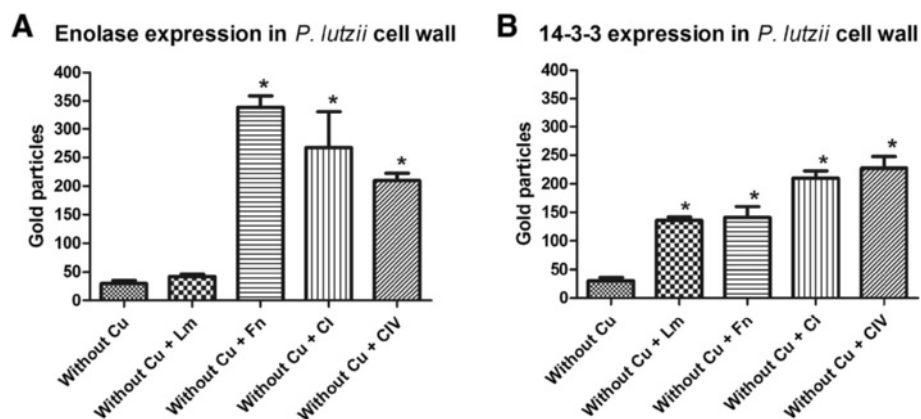 A Enolase expression in P. lutzii cell wall
Gold particles
400
350
300
250
200
150
100
50
0
*
*
*
Without Cu
Without Cu + Lm
Without Cu + Fn
Without Cu + CI
Without Cu + CIV
B 14-3-3 expression in P. lutzii cell wall
Gold particles
400
350
300
250
200
150
100
50
0
*
*
*
*
Without Cu
Without Cu + Lm
Without Cu + Fn
Without Cu + CI
Without Cu + CIV